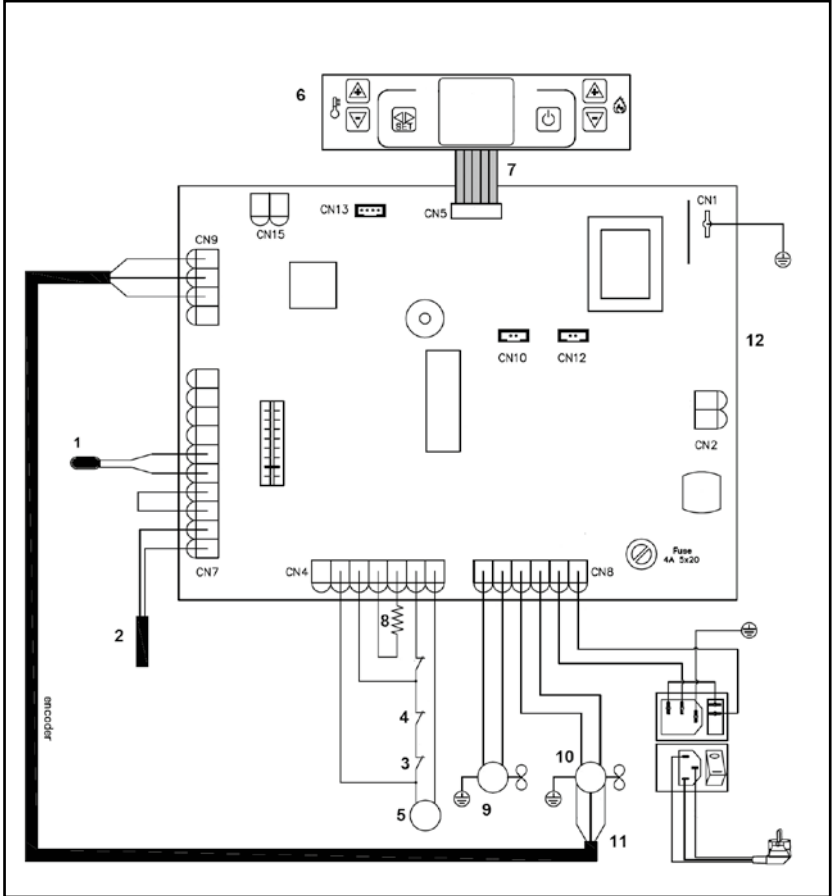 6
SET
7
CN13
CN5
CN1
CN15
CN9
12
CN10
CN12
1
CN2
Fuse
4A 5x20
CN7
CN4
CN8
8
2
encoder
4
3
10
5
9
11